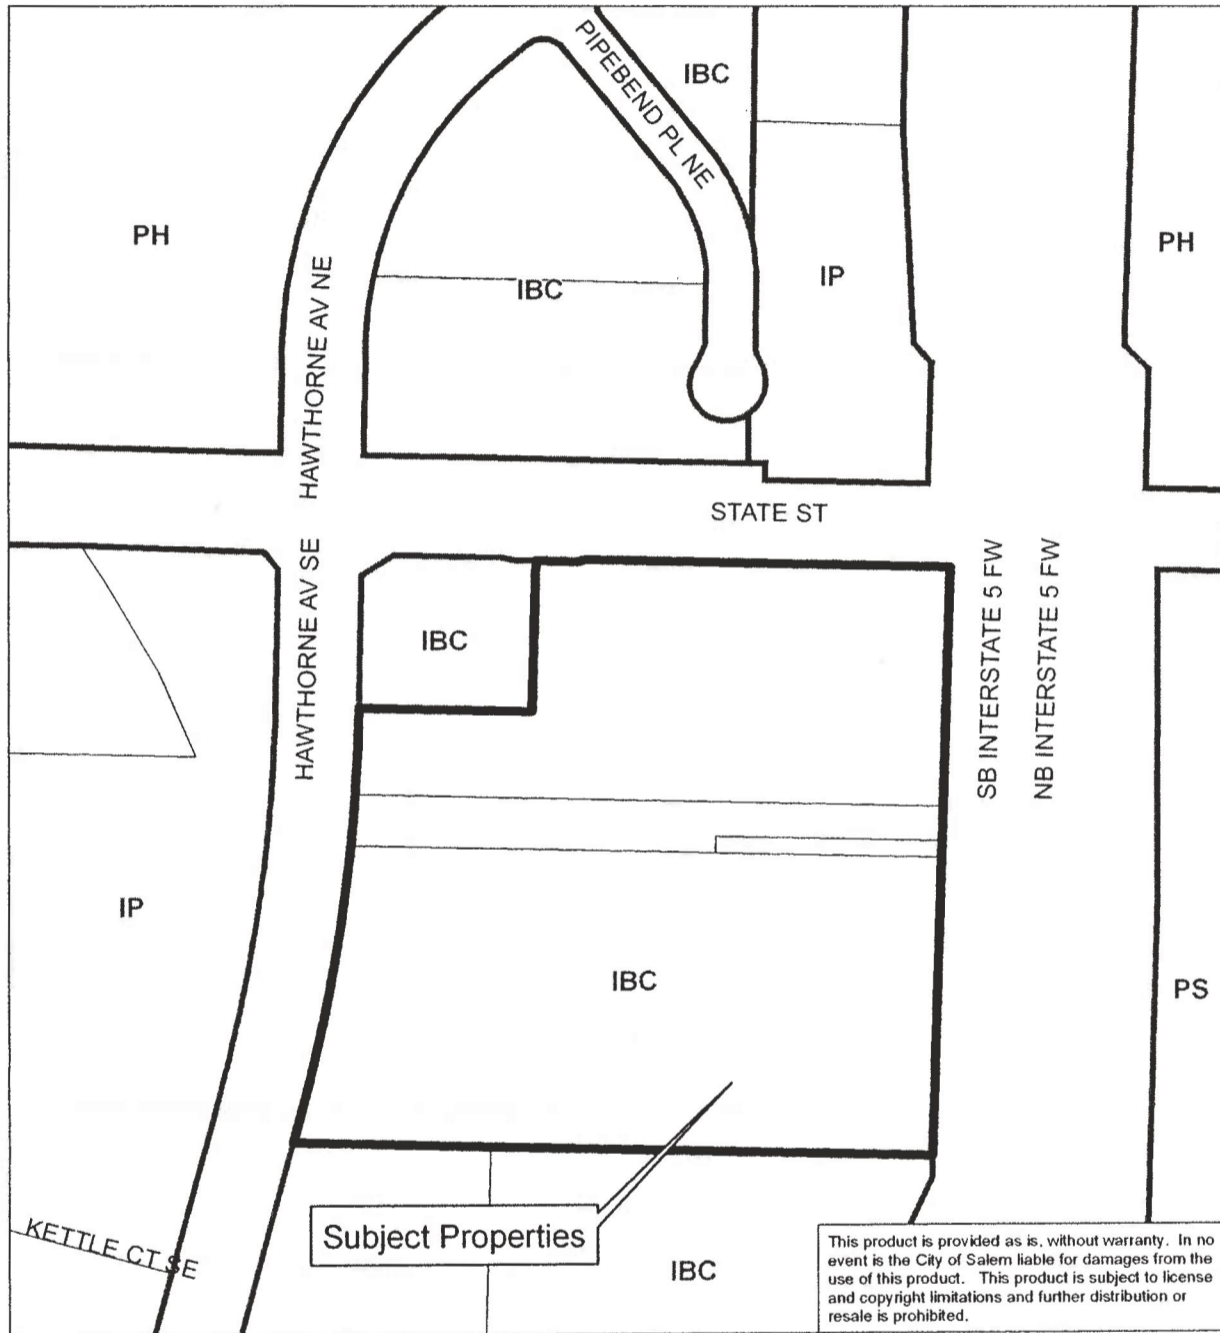 PIPEBEND PL NE
IBC
PH
HAWTHORNE AV NE
IBC
IP
PH
STATE ST
HAWTHORNE AV SE
IBC
SB INTERSTATE 5 FW
NB INTERSTATE 5 FW
IP
IBC
PS
Subject Properties
KETTLE CT SE
IBC
This product is provided as is, without warranty. In no
event is the City of Salem liable for damages from the
use of this product. This product is subject to license
and copyright limitations and further distribution or
resale is prohibited.